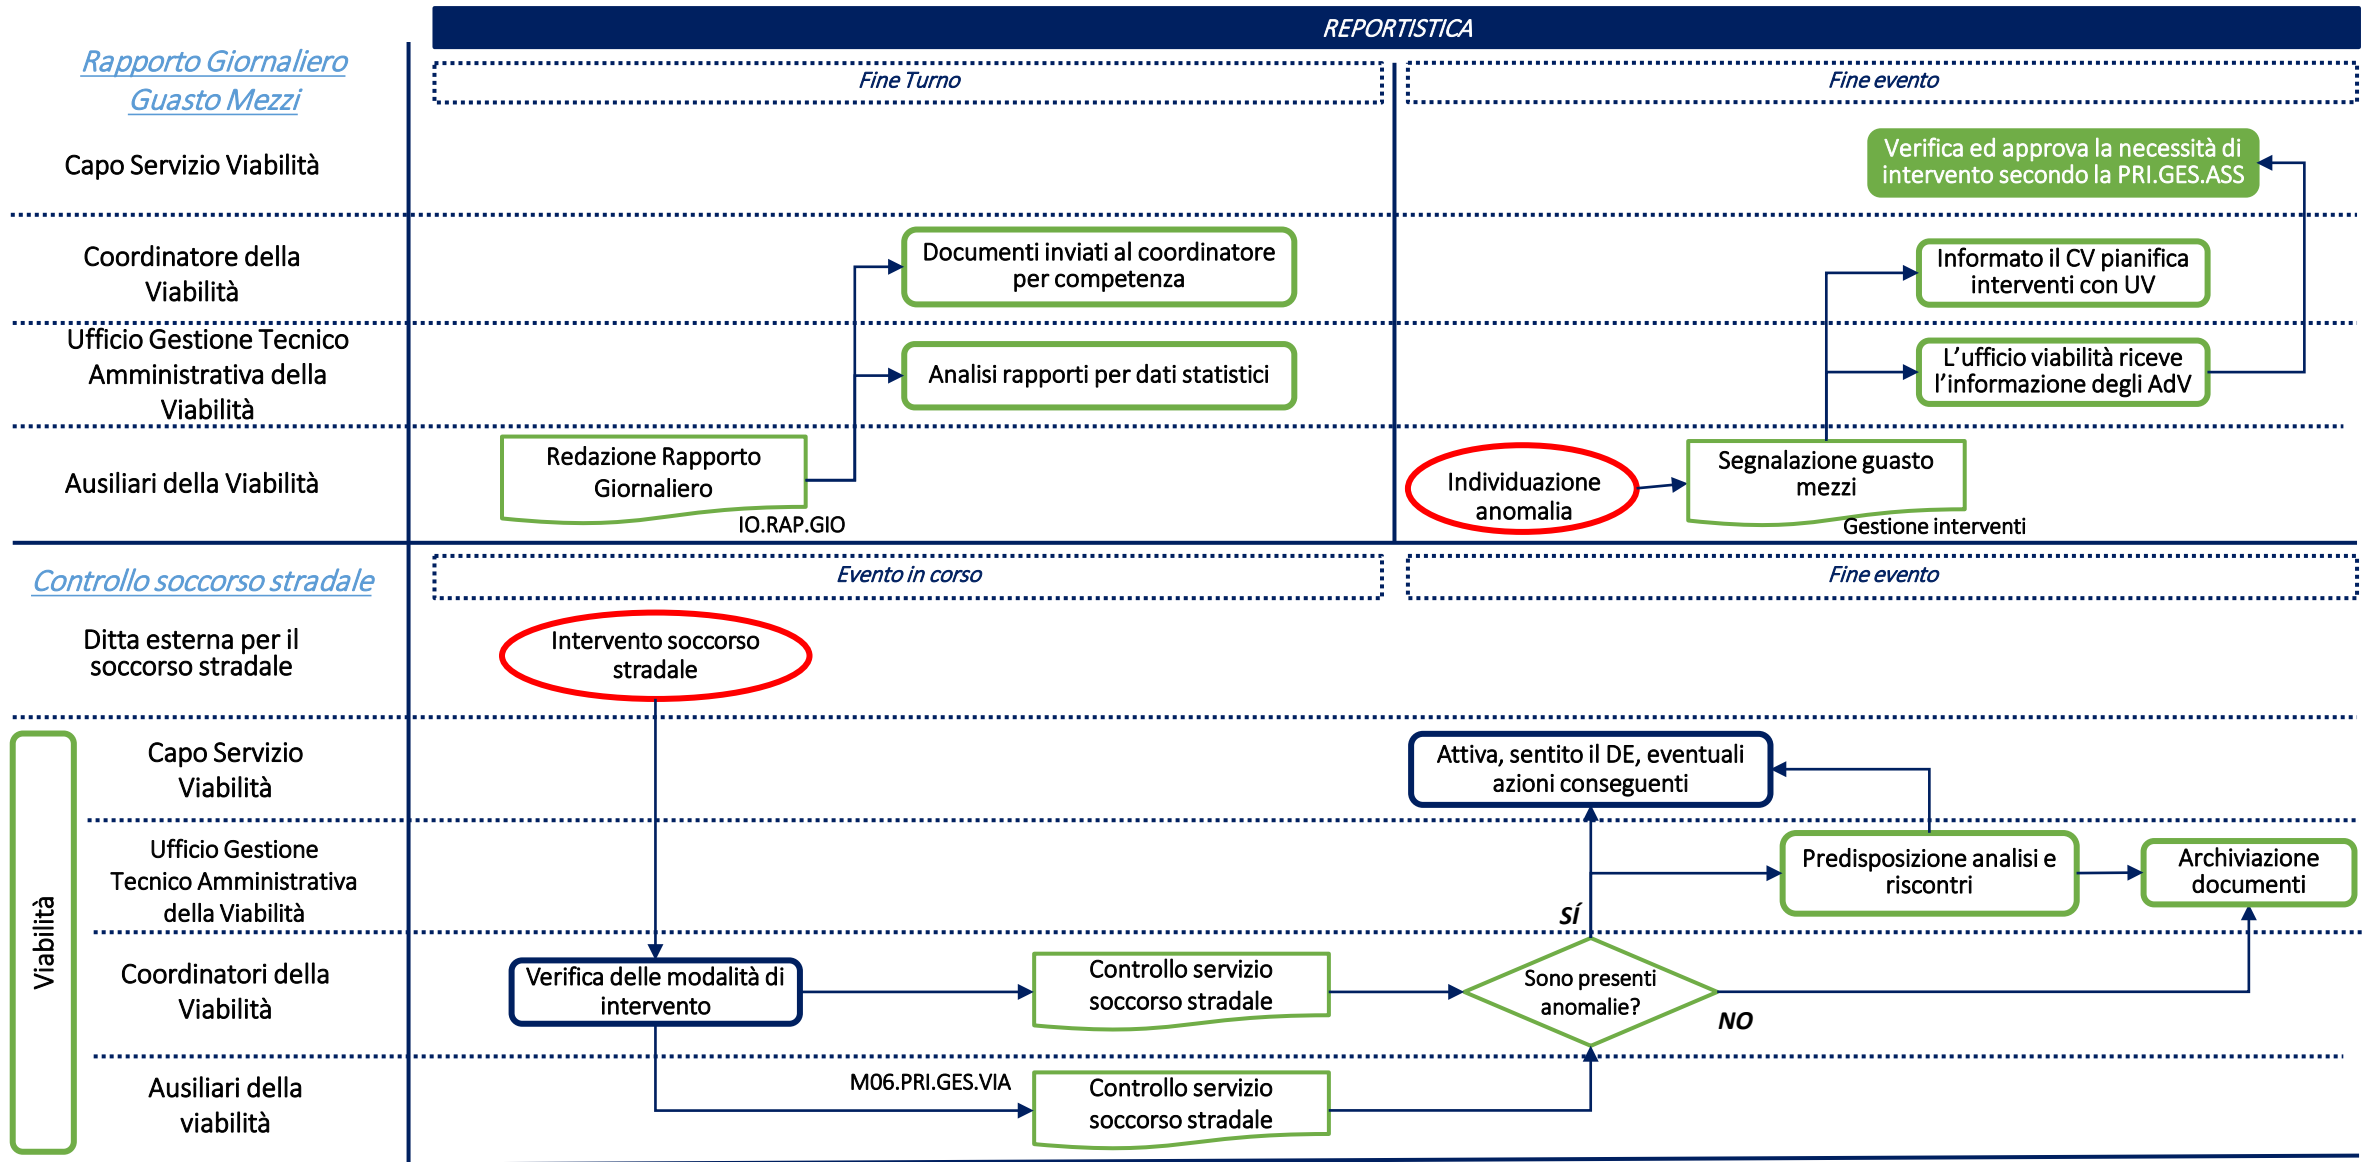 REPORTISTICA
Rapporto Giornaliero
Guasto Mezzi
Fine Turno
Fine evento
Capo Servizio Viabilità
Verifica ed approva la necessità di
intervento secondo la PRI.GES.ASS
Coordinatore della
Viabilità
Documenti inviati al coordinatore
per competenza
Informato il CV pianifica
interventi con UV
Ufficio Gestione Tecnico
Amministrativa della
Viabilità
Analisi rapporti per dati statistici
L’ufficio viabilità riceve
l’informazione degli AdV
Ausiliari della Viabilità
Redazione Rapporto
Giornaliero
IO.RAP.GIO
Individuazione
anomalia
Segnalazione guasto
mezzi
Gestione interventi
Controllo soccorso stradale
Evento in corso
Fine evento
Ditta esterna per il
soccorso stradale
Intervento soccorso
stradale
Viabilità
Capo Servizio
Viabilità
Attiva, sentito il DE, eventuali
azioni conseguenti
Ufficio Gestione
Tecnico Amministrativa
della Viabilità
Predisposizione analisi e
riscontri
Archiviazione
documenti
SÍ
Coordinatori della
Viabilità
Verifica delle modalità di
intervento
Controllo servizio
soccorso stradale
Sono presenti
anomalie?
NO
Ausiliari della
viabilità
M06.PRI.GES.VIA
Controllo servizio
soccorso stradale